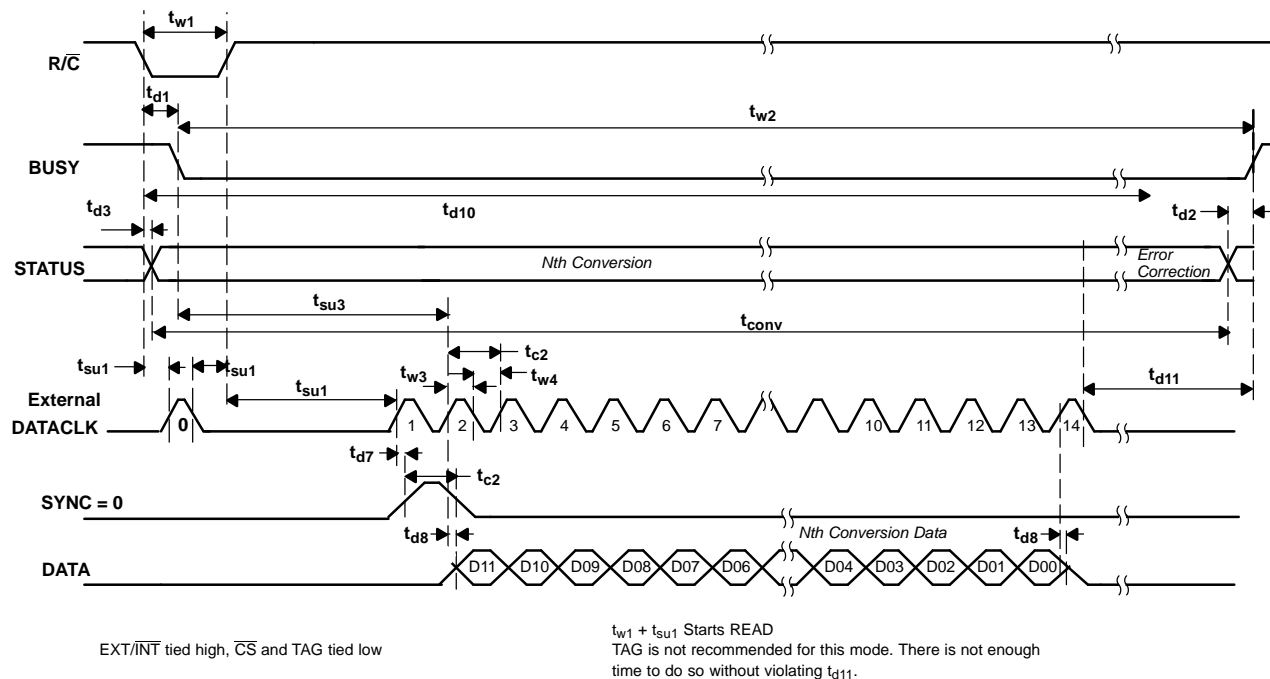 tw1
R/C
td1
tw2
BUSY
td3
td10
td2
STATUS
Nth Conversion
Error
Correction
tsu3
tconv
tc2
tsu1
tsu1
tsu1
tw3
tw4
td11
External
DATACLK
0 1 2 3 4 5 6 7 10 11 12 13 14
td7
tc2
SYNC = 0
td8
Nth Conversion Data
td8
DATA
D11 D10 D09 D08 D07 D06 D04 D03 D02 D01 D00
EXT/INT tied high, CS and TAG tied low
tw1 + tsu1 Starts READ
TAG is not recommended for this mode. There is not enough
time to do so without violating td11.